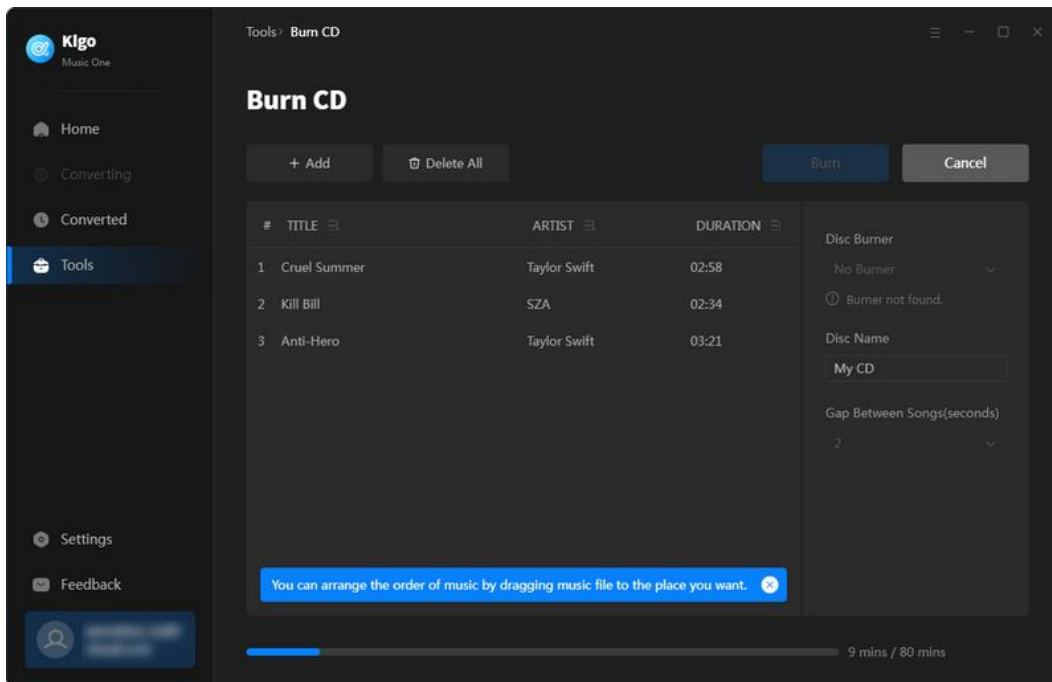 KIgo
Music One
Tools> Burn CD
Burn CD
Home
Converting
Converted
Tools
Settings
Feedback
+ Add
Delete All
Burn
Cancel
# TITLE ARTIST DURATION
1 Cruel Summer Taylor Swift 02:58
2 Kill Bill SZA 02:34
3 Anti-Hero Taylor Swift 03:21
Disc Burner
No Burner
Burner not found.
Disc Name
My CD
Gap Between Songs(seconds)
2
You can arrange the order of music by dragging music file to the place you want.
9 mins / 80 mins